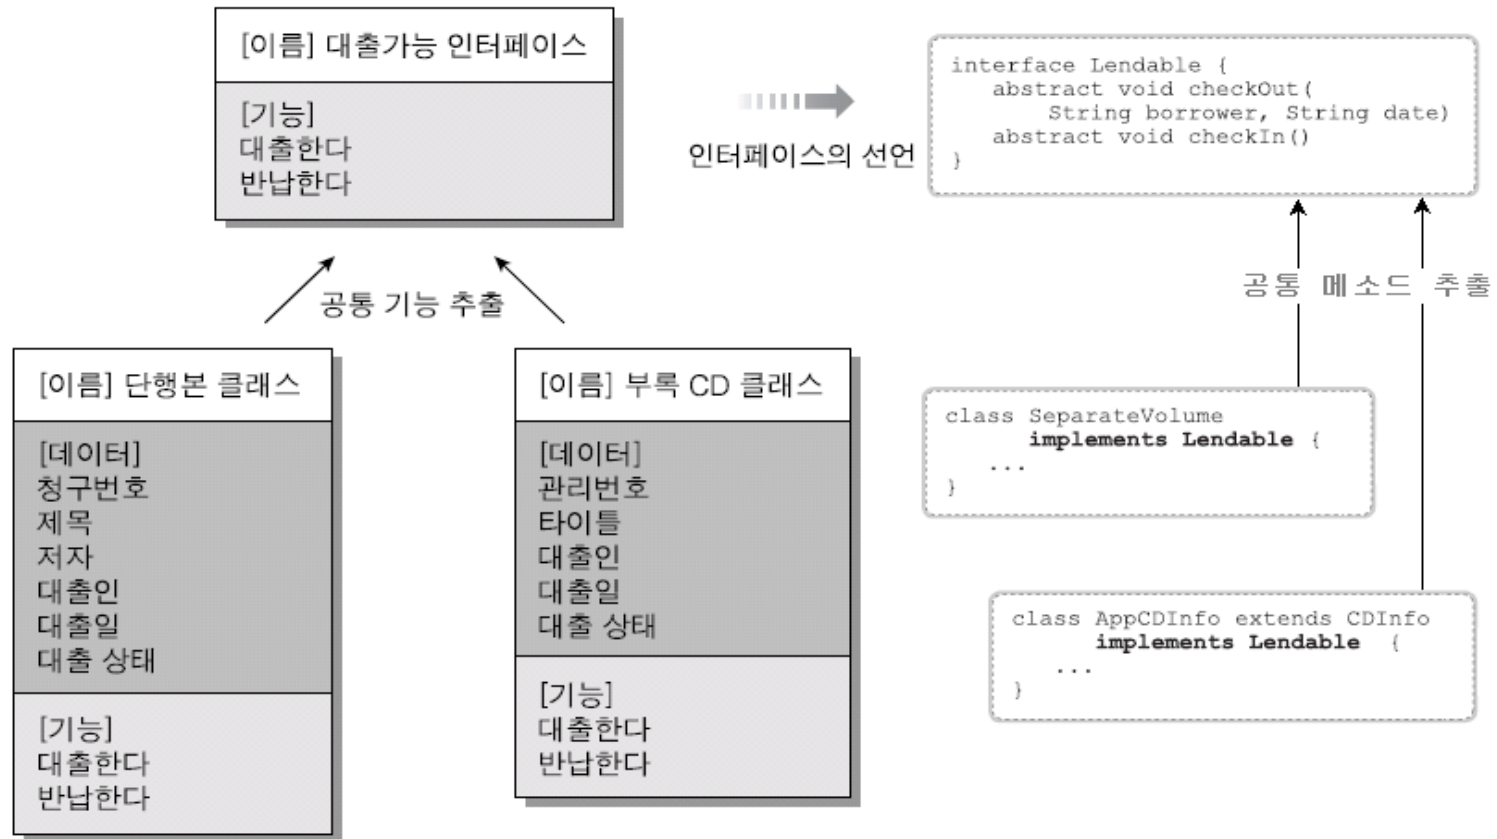 [이름] 대출가능 인터페이스
[기능]
대출한다
반납한다
인터페이스의 선언
interface Lendable {
abstract void checkOut(
String borrower, String date)
abstract void checkIn()
}
공통 기능 추출
공통 메소드 추출
[이름] 단행본 클래스
[데이터]
청구번호
제목
저자
대출인
대출일
대출 상태
[기능]
대출한다
반납한다
[이름] 부록 CD 클래스
[데이터]
관리번호
타이틀
대출인
대출일
대출 상태
[기능]
대출한다
반납한다
class SeparateVolume
implements Lendable {
...
}
class AppCDInfo extends CDInfo
implements Lendable {
...
}